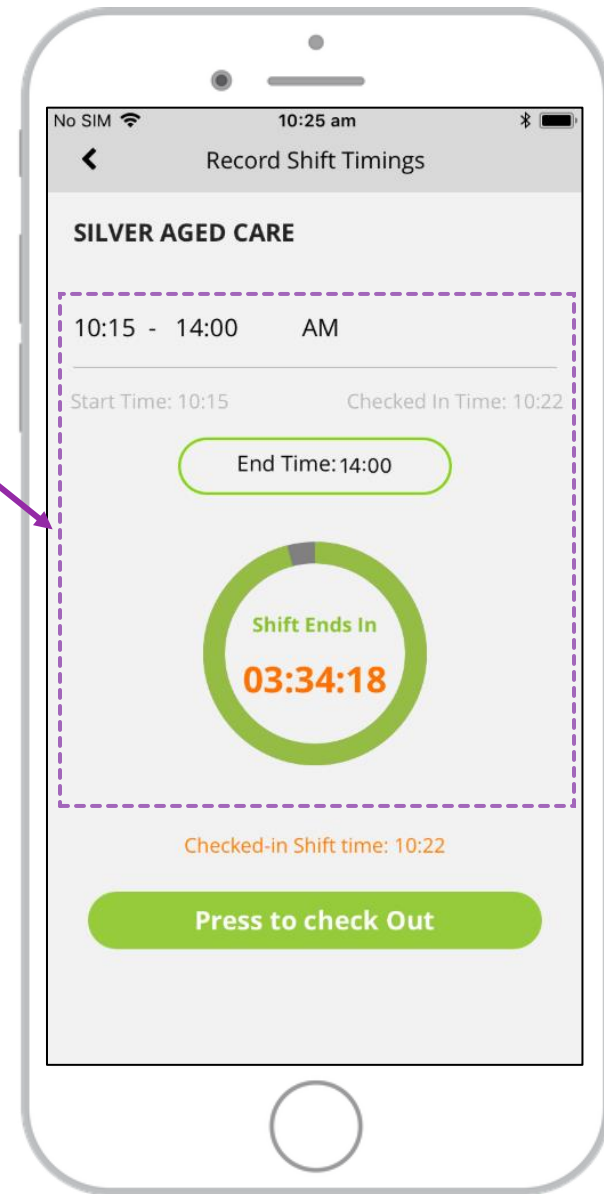 No SIM 10:25 am
Record Shift Timings
SILVER AGED CARE
10:15 - 14:00 AM
Start Time: 10:15 Checked In Time: 10:22
End Time: 14:00
Shift Ends In
03:34:18
Checked-in Shift time: 10:22
Press to check Out